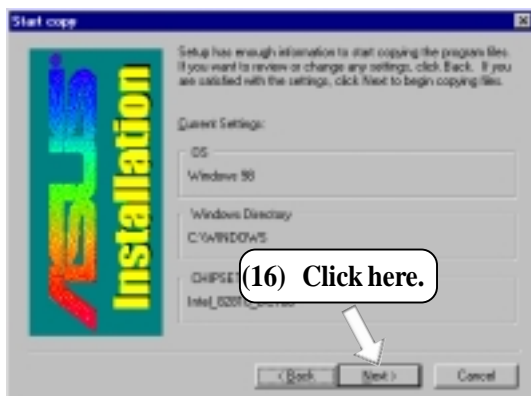 Start copy
ASUS
Installation
Setup has enough information to start copying the program files.
If you want to review or change any settings, click Back. If you
are satisfied with the settings, click Next to begin copying files.
Current Settings:
OS
Windows 98
Windows Directory
C:\WINDOWS
CHIPSET
(16) Click here.
< Back
Next >
Cancel